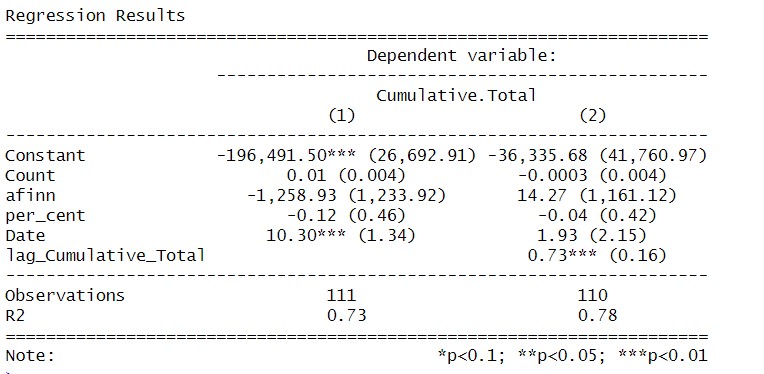 Regression Results
=====================================================================
Dependent variable:
-------------------------------------------------
Cumulative.Total
(1) (2)
---------------------------------------------------------------------
Constant -196,491.50*** (26,692.91) -36,335.68 (41,760.97)
Count 0.01 (0.004) -0.0003 (0.004)
afinn -1,258.93 (1,233.92) 14.27 (1,161.12)
per_cent -0.12 (0.46) -0.04 (0.42)
Date 10.30*** (1.34) 1.93 (2.15)
lag_Cumulative_Total 0.73*** (0.16)
---------------------------------------------------------------------
Observations 111 110
R2 0.73 0.78
=====================================================================
Note: *p<0.1; **p<0.05; ***p<0.01